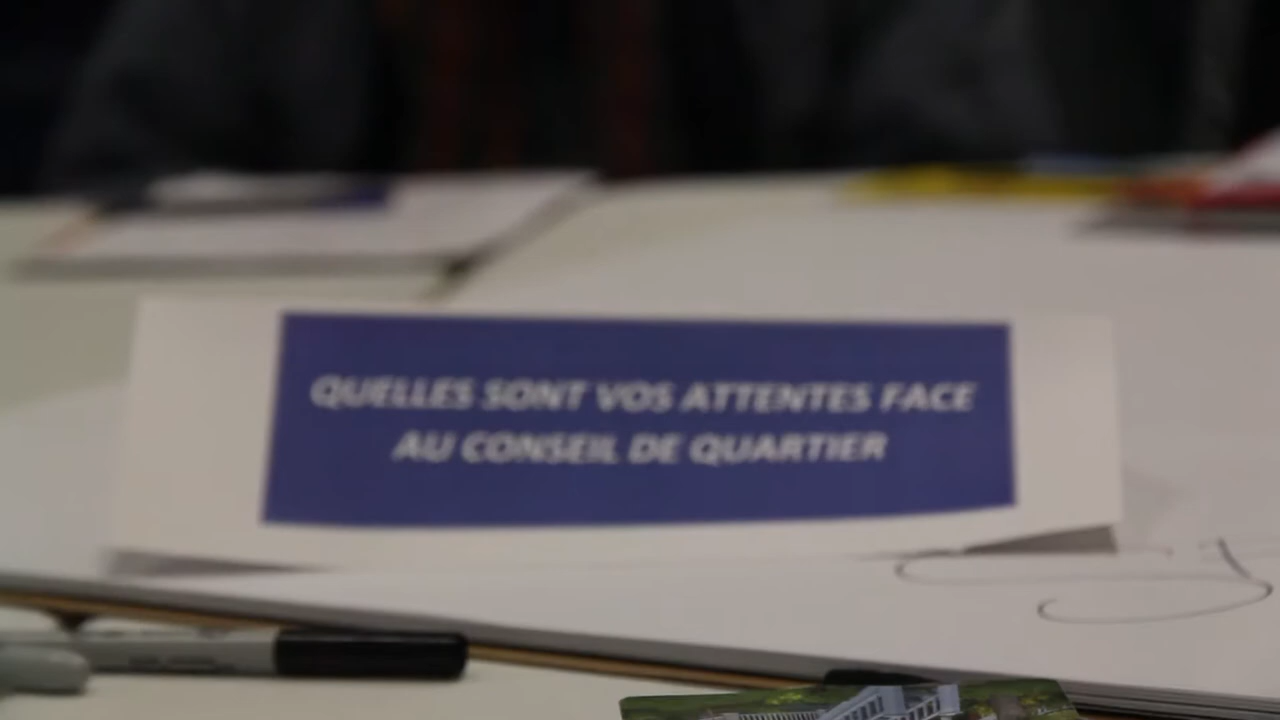 QUELLES SONT VOS ATTENTES FACE
AU CONSEIL DE QUARTIER